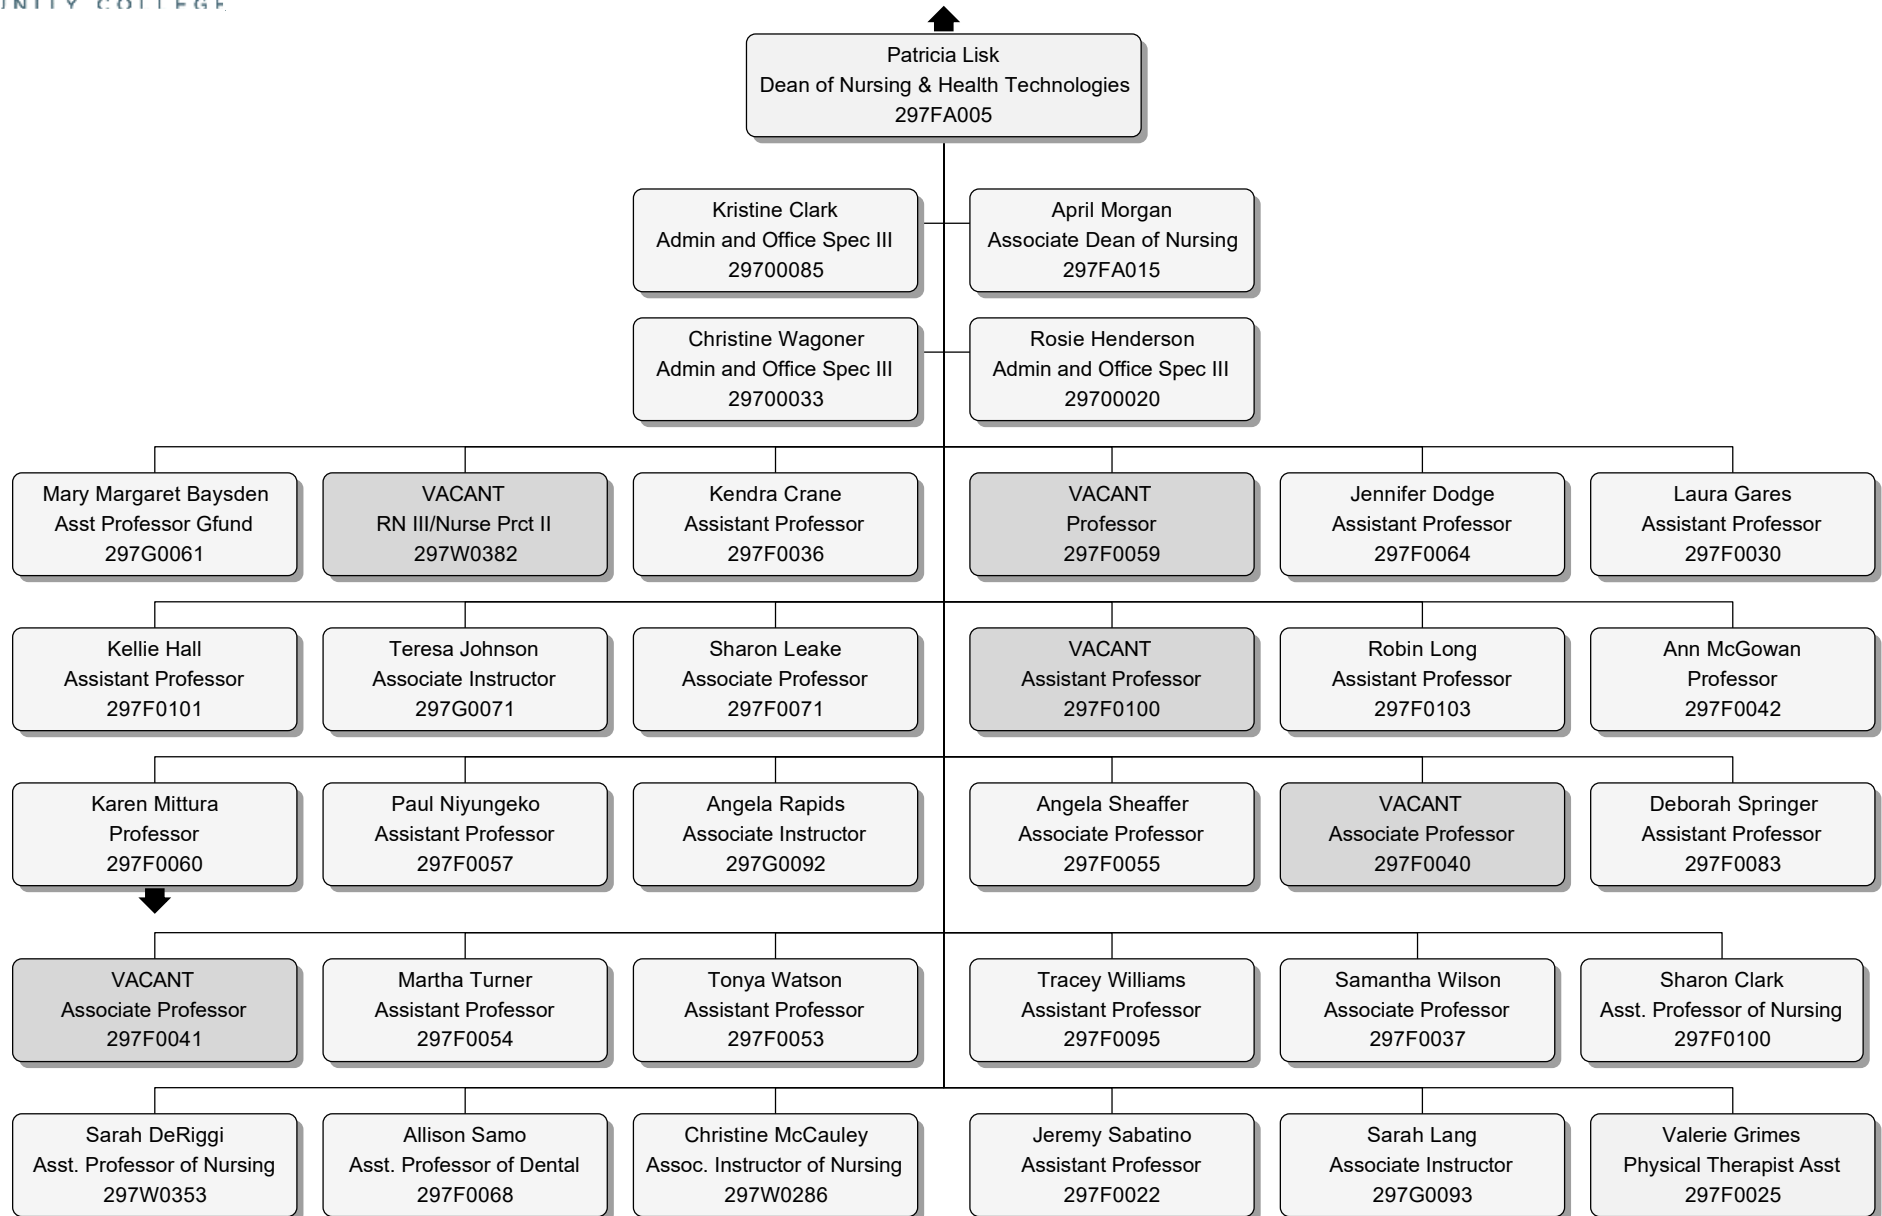 UNITY COLLEGE
Patricia Lisk
Dean of Nursing & Health Technologies
297FA005
Kristine Clark
Admin and Office Spec III
29700085
April Morgan
Associate Dean of Nursing
297FA015
Christine Wagoner
Admin and Office Spec III
29700033
Rosie Henderson
Admin and Office Spec III
29700020
Mary Margaret Baysden
Asst Professor Gfund
297G0061
VACANT
RN III/Nurse Prct II
297W0382
Kendra Crane
Assistant Professor
297F0036
VACANT
Professor
297F0059
Jennifer Dodge
Assistant Professor
297F0064
Laura Gares
Assistant Professor
297F0030
Kellie Hall
Assistant Professor
297F0101
Teresa Johnson
Associate Instructor
297G0071
Sharon Leake
Associate Professor
297F0071
VACANT
Assistant Professor
297F0100
Robin Long
Assistant Professor
297F0103
Ann McGowan
Professor
297F0042
Karen Mittura
Professor
297F0060
Paul Niyungeko
Assistant Professor
297F0057
Angela Rapids
Associate Instructor
297G0092
Angela Sheaffer
Associate Professor
297F0055
VACANT
Associate Professor
297F0040
Deborah Springer
Assistant Professor
297F0083
VACANT
Associate Professor
297F0041
Martha Turner
Assistant Professor
297F0054
Tonya Watson
Assistant Professor
297F0053
Tracey Williams
Assistant Professor
297F0095
Samantha Wilson
Associate Professor
297F0037
Sharon Clark
Asst. Professor of Nursing
297F0100
Sarah DeRiggi
Asst. Professor of Nursing
297W0353
Allison Samo
Asst. Professor of Dental
297F0068
Christine McCauley
Assoc. Instructor of Nursing
297W0286
Jeremy Sabatino
Assistant Professor
297F0022
Sarah Lang
Associate Instructor
297G0093
Valerie Grimes
Physical Therapist Asst
297F0025